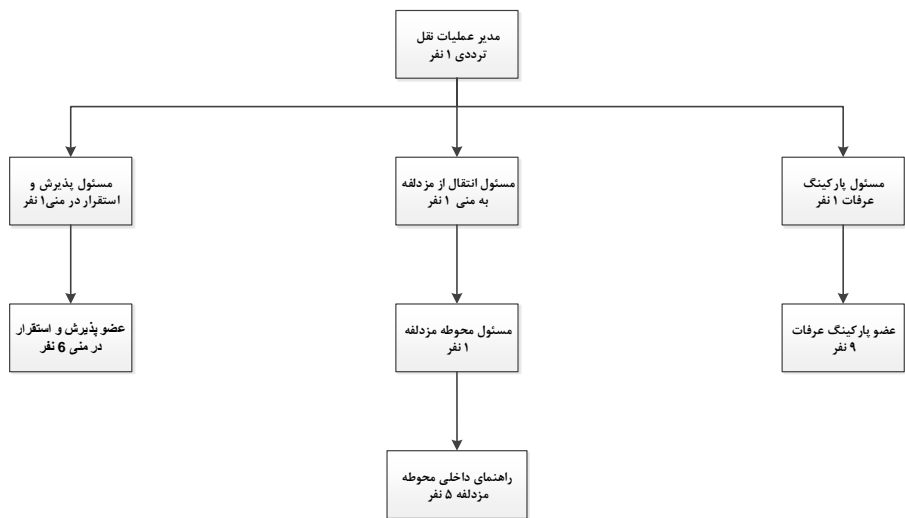 مدیر عملیات نقل
ترددی ۱ نفر
مسئول پارکینگ
عرفات ۱ نفر
مسئول انتقال از مزدلفه
به منی ۱ نفر
مسئول پذیرش و
استقرار در منی۱ نفر
عضو پارکینگ عرفات
۹ نفر
مسئول محوطه مزدلفه
۱ نفر
عضو پذیرش و استقرار
در منی 6 نفر
راهنمای داخلی محوطه
مزدلفه ۵ نفر